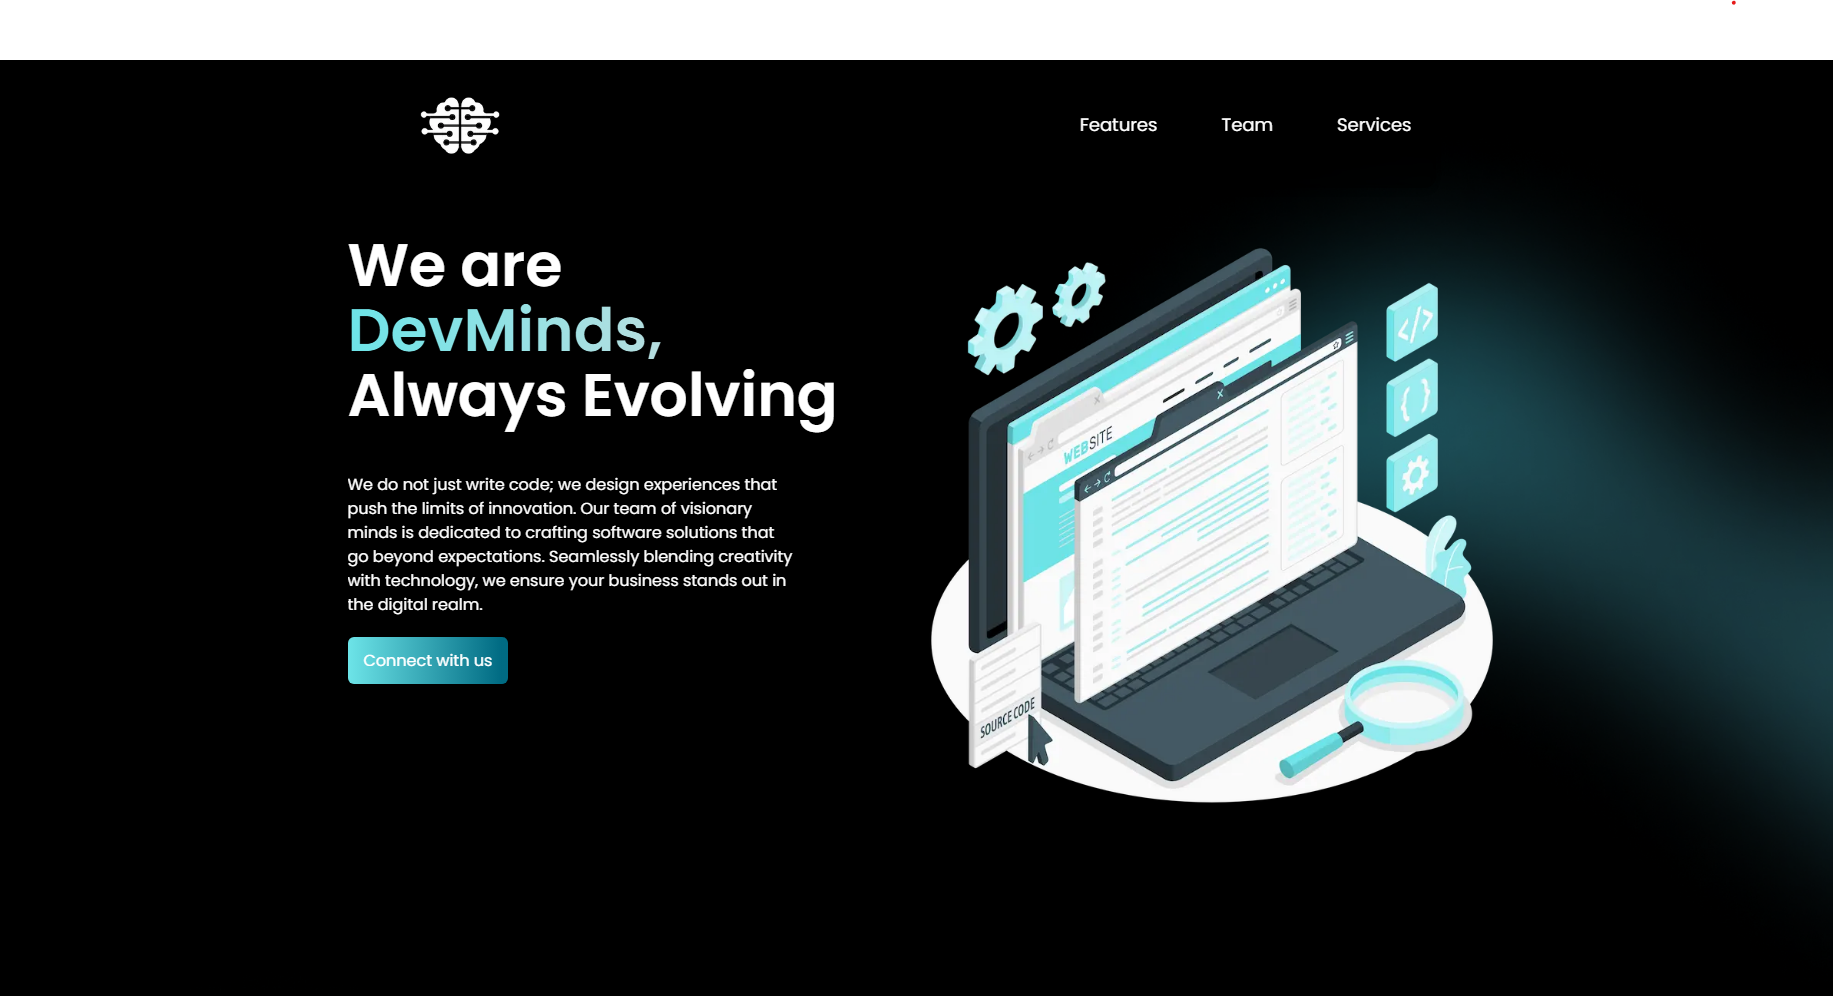 Features Team Services
We are
DevMinds,
Always Evolving
We do not just write code; we design experiences that
push the limits of innovation. Our team of visionary
minds is dedicated to crafting software solutions that
go beyond expectations. Seamlessly blending creativity
with technology, we ensure your business stands out in
the digital realm.
Connect with us
WEBSITE
X
X
</>
{ }
SOURCE CODE